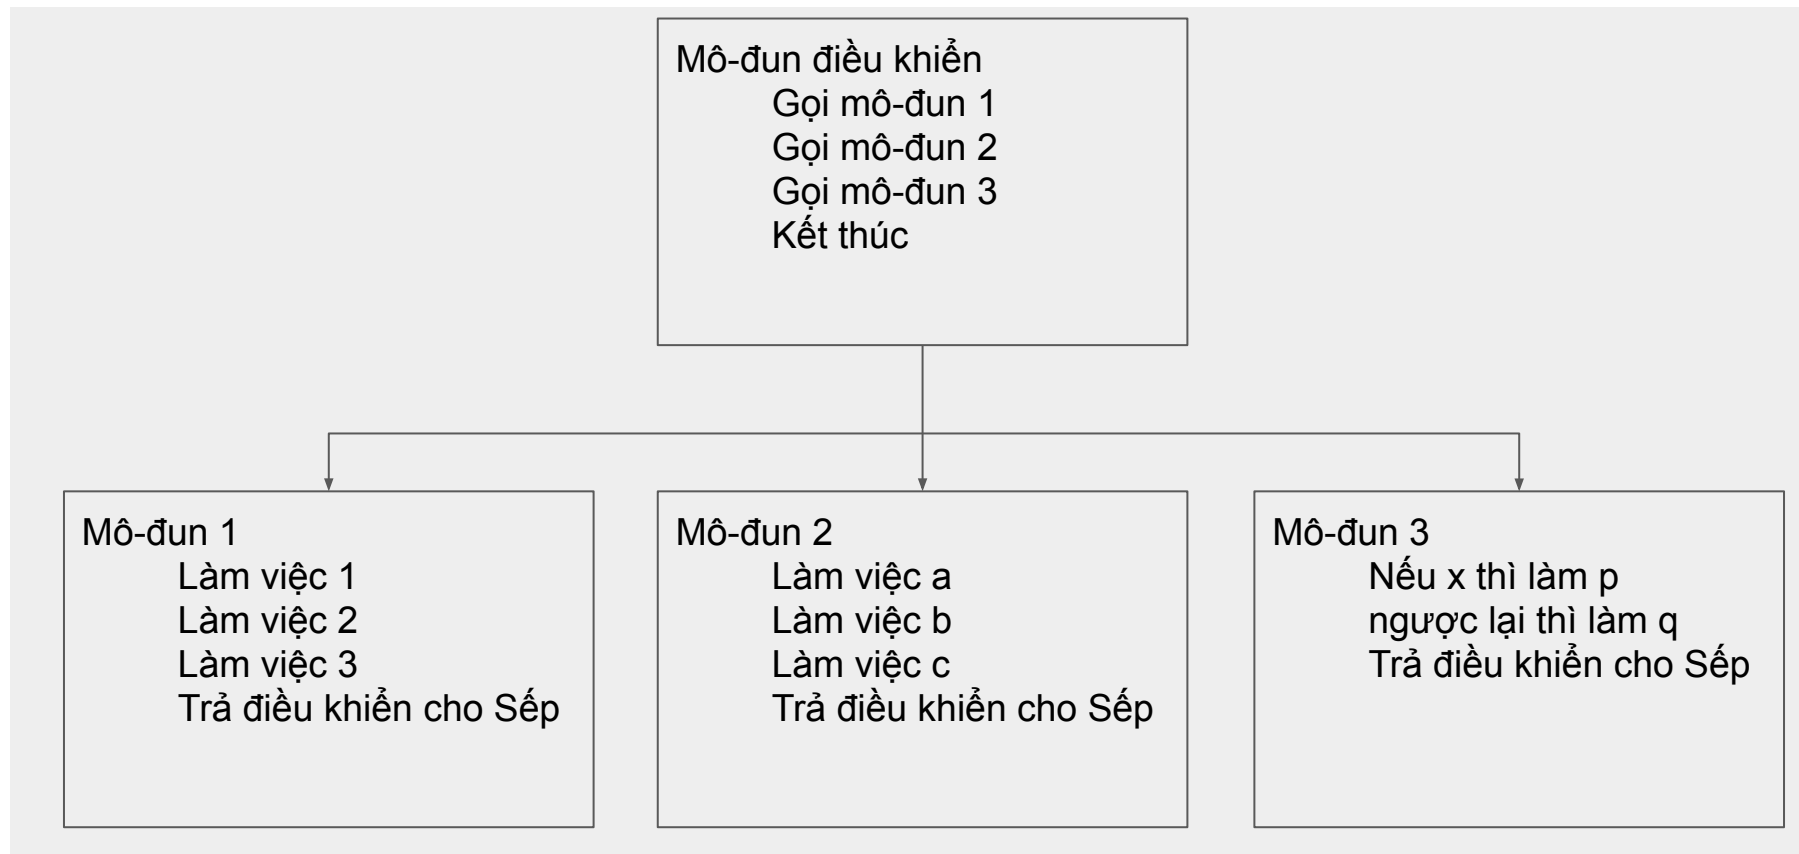 Mô-đun điều khiển
Gọi mô-đun 1
Gọi mô-đun 2
Gọi mô-đun 3
Kết thúc
Mô-đun 1
Làm việc 1
Làm việc 2
Làm việc 3
Trả điều khiển cho Sếp
Mô-đun 2
Làm việc a
Làm việc b
Làm việc c
Trả điều khiển cho Sếp
Mô-đun 3
Nếu x thì làm p
ngược lại thì làm q
Trả điều khiển cho Sếp